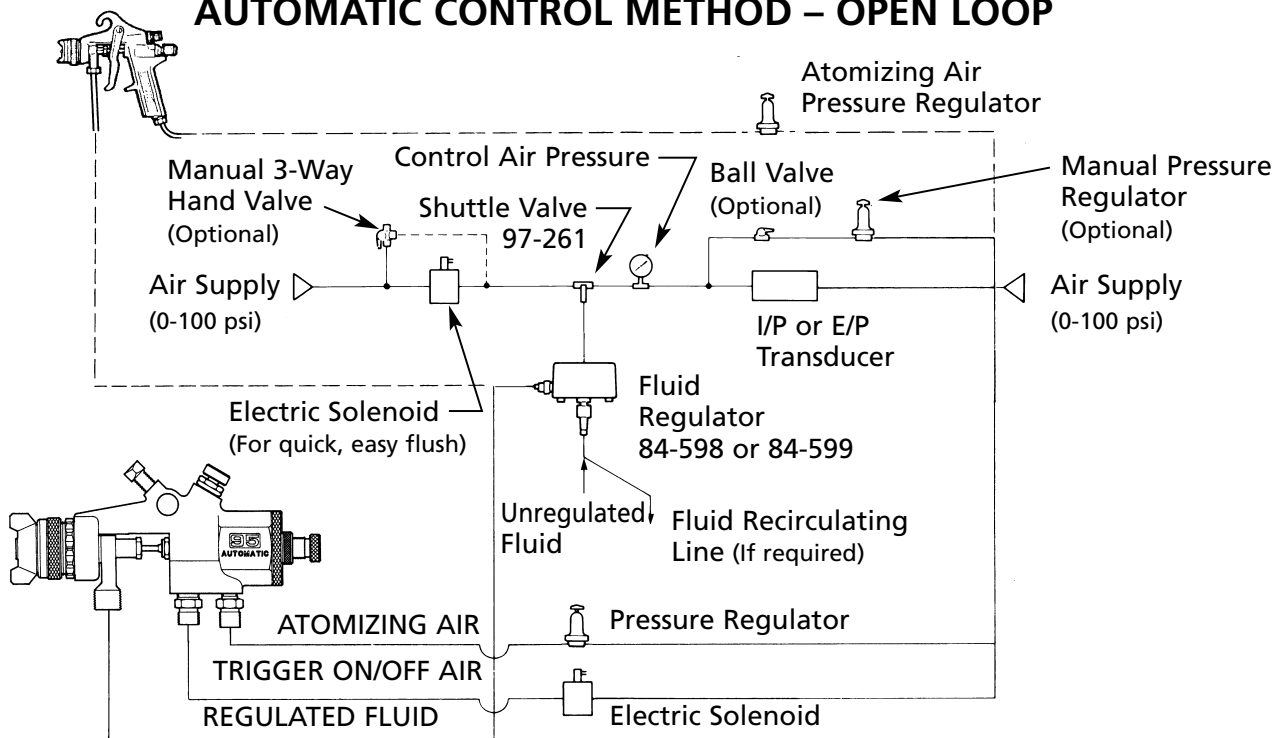 AUTOMATIC CONTROL METHOD – OPEN LOOP
Atomizing Air
Pressure Regulator
Manual 3-Way
Hand Valve
(Optional)
Control Air Pressure
Shuttle Valve
97-261
Ball Valve
(Optional)
Manual Pressure
Regulator
(Optional)
Air Supply
(0-100 psi)
I/P or E/P
Transducer
Air Supply
(0-100 psi)
Electric Solenoid
(For quick, easy flush)
Fluid
Regulator
84-598 or 84-599
Unregulated
Fluid
Fluid Recirculating
Line (If required)
95
AUTOMATIC
ATOMIZING AIR
Pressure Regulator
TRIGGER ON/OFF AIR
REGULATED FLUID
Electric Solenoid